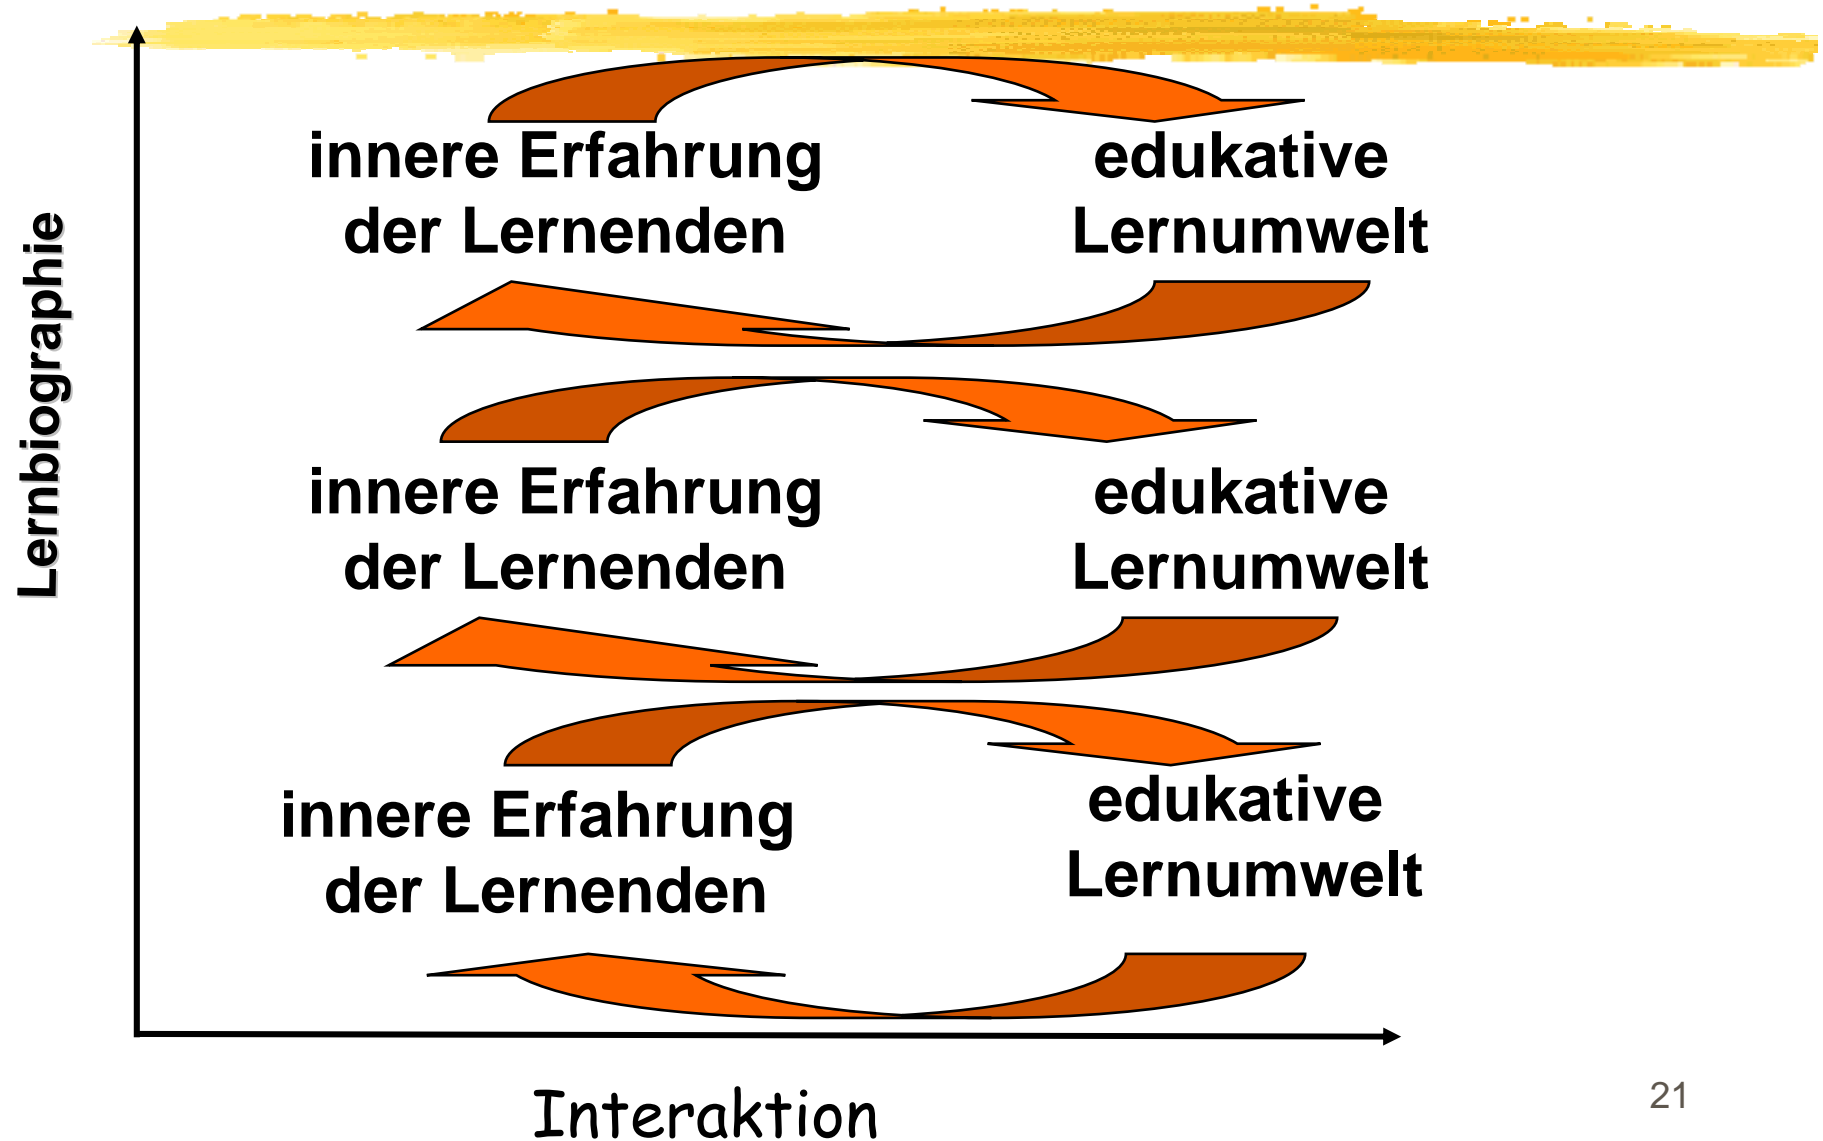 Lernbiographie
innere Erfahrung
der Lernenden
edukative
Lernumwelt
innere Erfahrung
der Lernenden
edukative
Lernumwelt
innere Erfahrung
der Lernenden
edukative
Lernumwelt
Interaktion
21